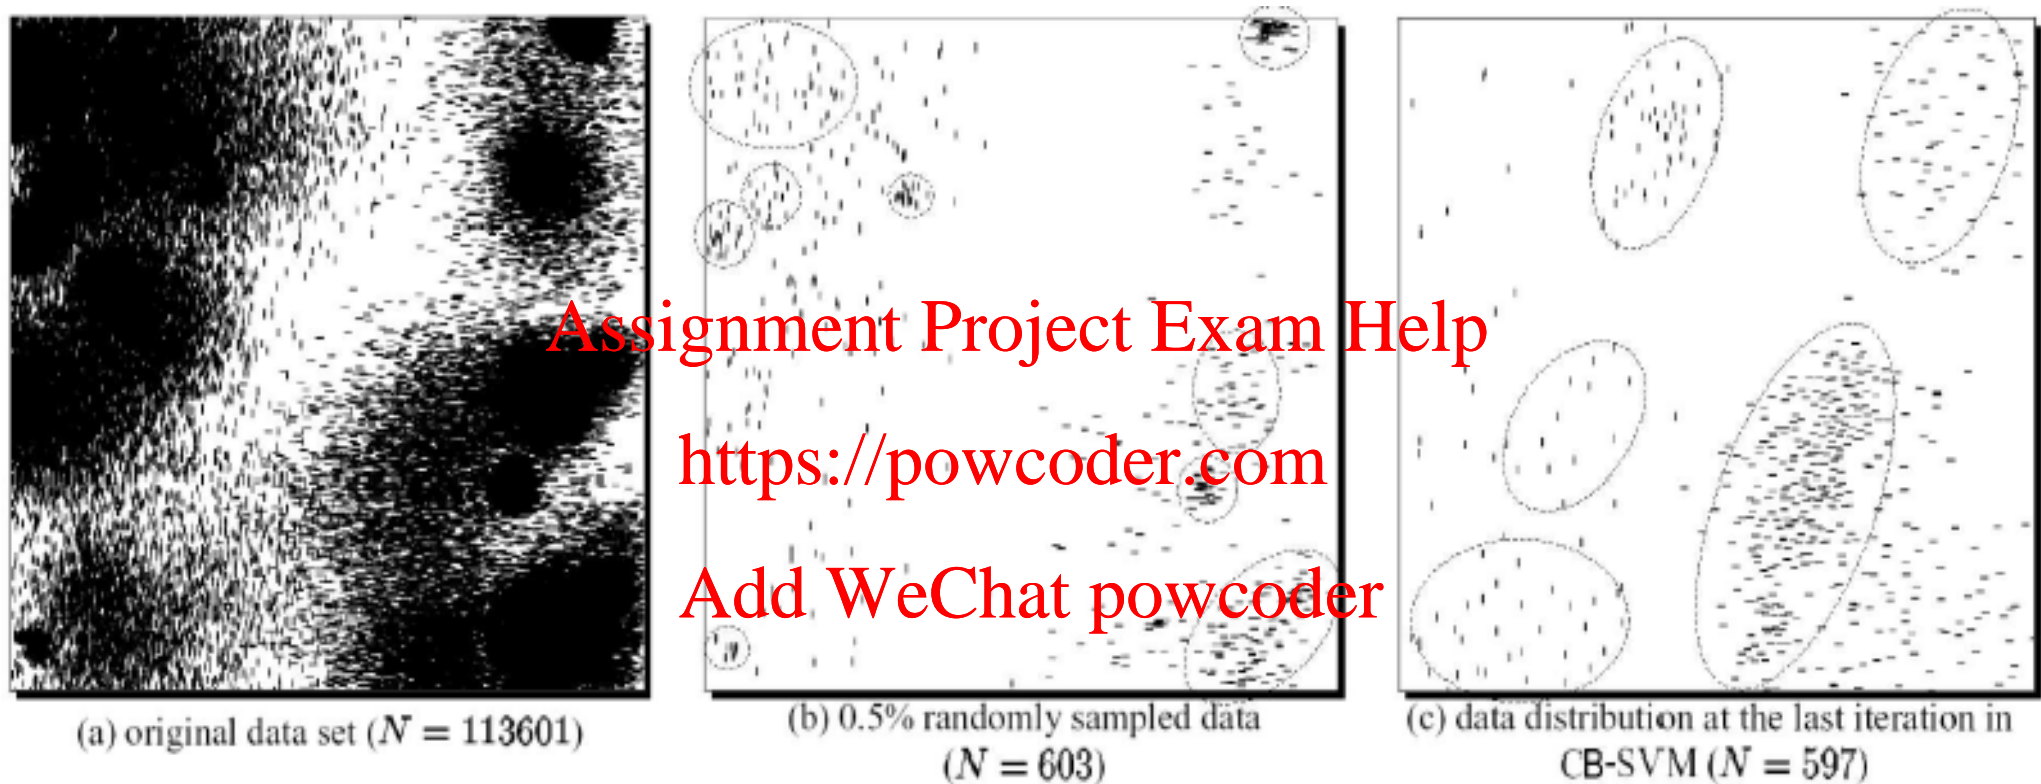 Assignment Project Exam Help
https://powcoder.com
Add WeChat powcoder
(a) original data set (N = 113601)
(b) 0.5% randomly sampled data
(N = 603)
(c) data distribution at the last iteration in
CB-SVM (N = 597)